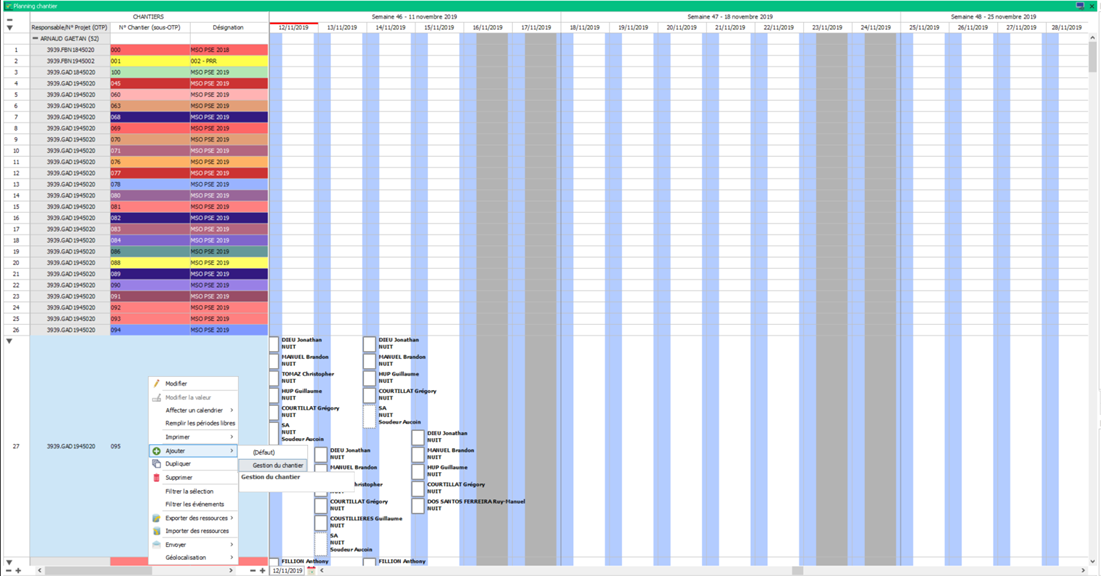 Planning chantier
CHANTIERS
Semaine 46 - 11 novembre 2019
Semaine 47 - 18 novembre 2019
Semaine 48 - 25 novembre 2019
Responsable/N° Projet (OTP) N° Chantier (sous-OTP) Désignation
12/11/2019 13/11/2019 14/11/2019 15/11/2019 16/11/2019 17/11/2019 18/11/2019 19/11/2019 20/11/2019 21/11/2019 22/11/2019 23/11/2019 24/11/2019 25/11/2019 26/11/2019 27/11/2019 28/11/2019
ARNAUD GAETAN (52)
1 3939.FBN1845020 000 MSO PSE 2018
2 3939.FBN1945002 001 002 - PRR
3 3939.GAD1845020 100 MSO PSE 2019
4 3939.GAD1945020 045 MSO PSE 2019
5 3939.GAD1945020 060 MSO PSE 2019
6 3939.GAD1945020 063 MSO PSE 2019
7 3939.GAD1945020 068 MSO PSE 2019
8 3939.GAD1945020 069 MSO PSE 2019
9 3939.GAD1945020 070 MSO PSE 2019
10 3939.GAD1945020 071 MSO PSE 2019
11 3939.GAD1945020 076 MSO PSE 2019
12 3939.GAD1945020 077 MSO PSE 2019
13 3939.GAD1945020 078 MSO PSE 2019
14 3939.GAD1945020 080 MSO PSE 2019
15 3939.GAD1945020 081 MSO PSE 2019
16 3939.GAD1945020 082 MSO PSE 2019
17 3939.GAD1945020 083 MSO PSE 2019
18 3939.GAD1945020 084 MSO PSE 2019
19 3939.GAD1945020 086 MSO PSE 2019
20 3939.GAD1945020 088 MSO PSE 2019
21 3939.GAD1945020 089 MSO PSE 2019
22 3939.GAD1945020 090 MSO PSE 2019
23 3939.GAD1945020 091 MSO PSE 2019
24 3939.GAD1945020 092 MSO PSE 2019
25 3939.GAD1945020 093 MSO PSE 2019
26 3939.GAD1945020 094 MSO PSE 2019
27 3939.GAD1945020 095
DIEU Jonathan
NUIT
MANUEL Brandon
NUIT
TOMAZ Christopher
NUIT
HUP Guillaume
NUIT
COURTILLAT Grégory
NUIT
SA
NUIT
Soudeur Aucoin
DIEU Jonathan
NUIT
MANUEL Brandon
NUIT
HUP Guillaume
NUIT
COURTILLAT Grégory
NUIT
SA
NUIT
Soudeur Aucoin
DIEU Jonathan
NUIT
MANUEL Brandon
hristopher
COURTILLAT Grégory
NUIT
COUSTILLIERES Guillaume
NUIT
SA
NUIT
Soudeur Aucoin
DIEU Jonathan
NUIT
MANUEL Brandon
NUIT
HUP Guillaume
NUIT
COURTILLAT Grégory
NUIT
DOS SANTOS FERREIRA Ruy-Manuel
NUIT
Modifier
Modifier la valeur
Affecter un calendrier
Remplir les périodes libres
Imprimer
Ajouter
Dupliquer
Supprimer
Filtrer la sélection
Filtrer les événements
Exporter des ressources
Importer des ressources
Envoyer
Géolocalisation
(Défaut)
Gestion du chantier
Gestion du chantier
FILLION Anthony
FILLION Anthony
12/11/2019